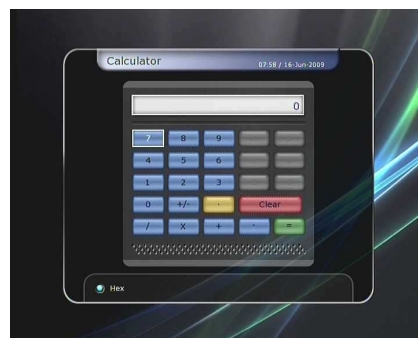 Calculator 07:58 / 16-Jun-2009
0
7 8 9
4 5 6
1 2 3
0 +/- . Clear
/ X + - =
Hex